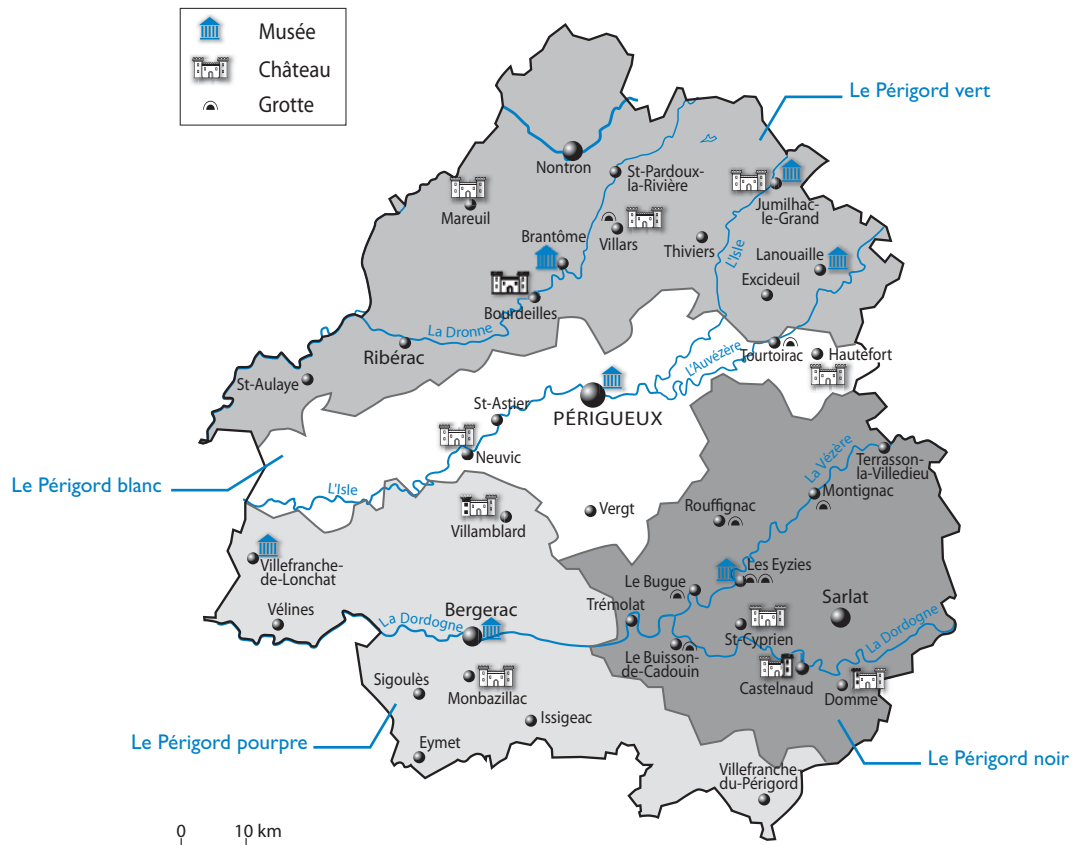 Musée
Château
Grotte
Le Périgord vert
Nontron
St-Pardoux-
la-Rivière
Jumilhac-
le-Grand
Mareuil
Villars
Thiviers
L'Isle
Lanouaille
Brantôme
Excideuil
Bourdeilles
La Dronne
Ribérac
Tourtoirac
Hautefort
L'Auvézère
St-Aulaye
St-Astier
PÉRIGUEUX
Neuvic
Le Périgord blanc
L'Isle
La Vézère
Terrasson-
la-Villedieu
Montignac
Rouffignac
Vergt
Villamblard
Villefranche-
de-Lonchat
Les Eyzies
Le Bugue
Vélines
La Dordogne
Bergerac
Trémolat
Sarlat
St-Cyprien
La Dordogne
Le Buisson-
de-Cadouin
Castelnaud
Domme
Sigoulès
Monbazillac
Issigeac
Le Périgord pourpre
Eymet
Le Périgord noir
Villefranche
du-Périgord
0 10 km